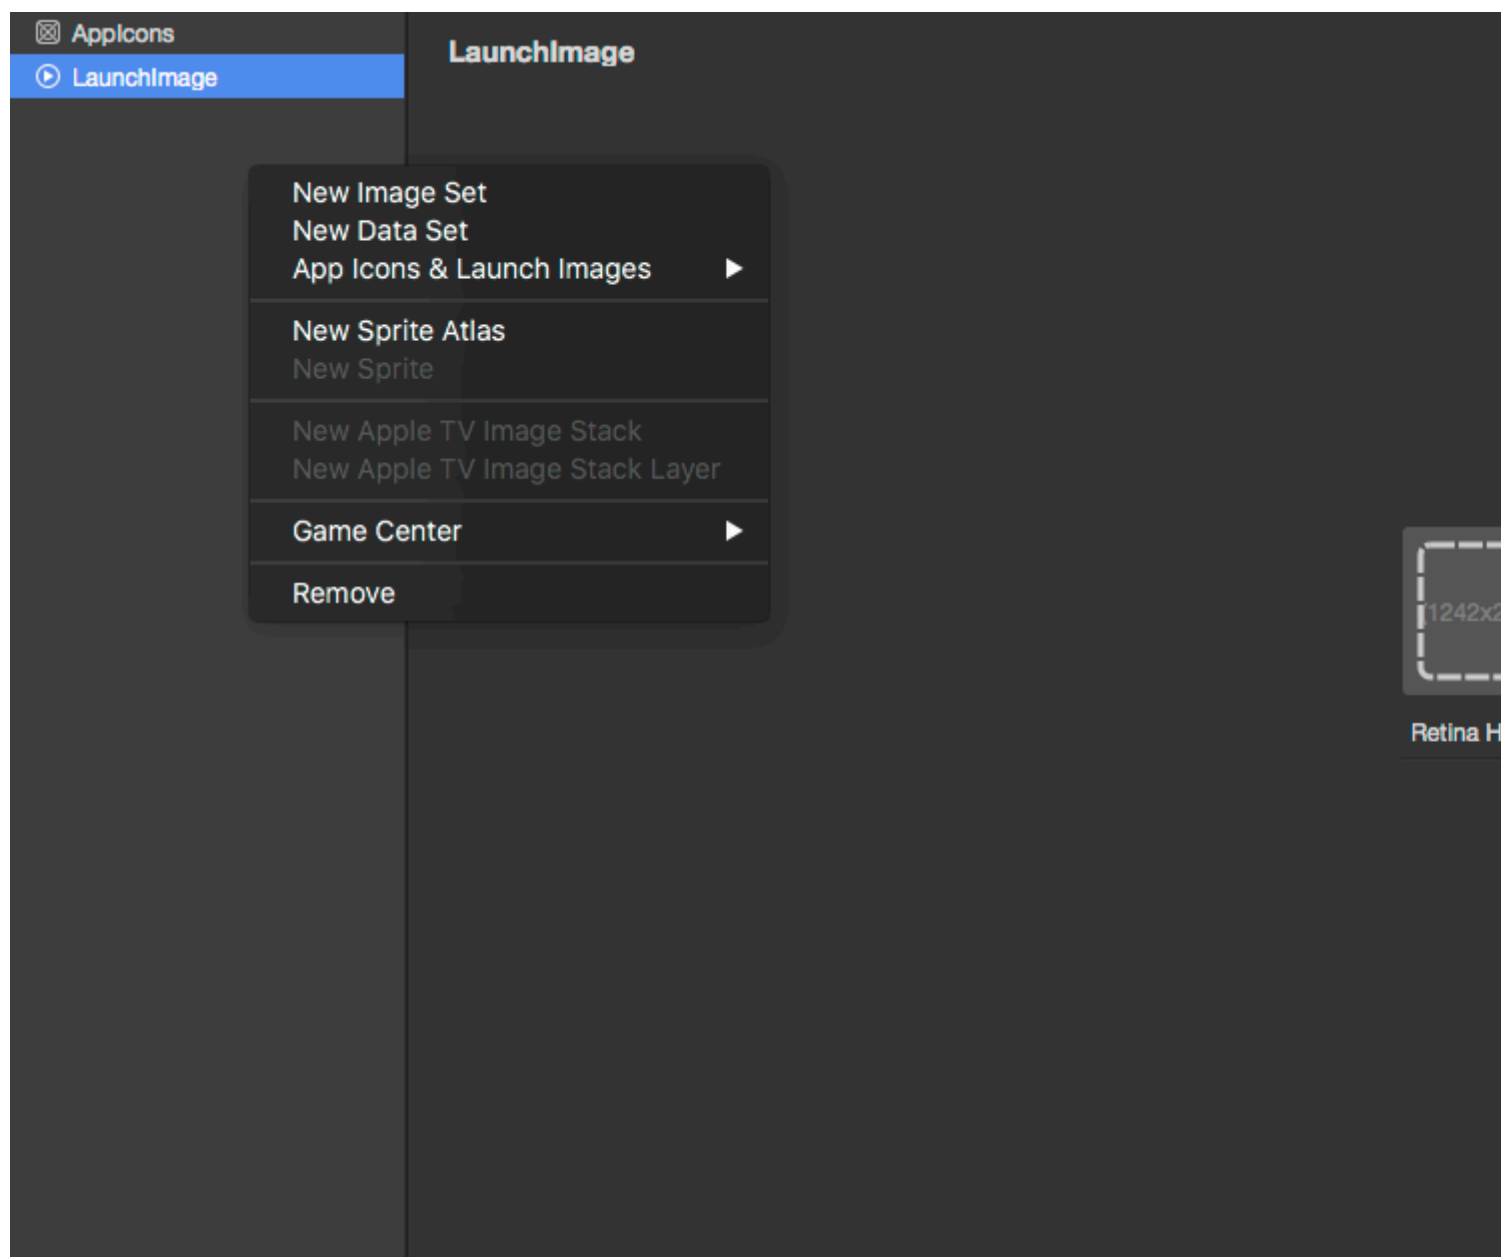 AppIcons
LaunchImage
LaunchImage
New Image Set
New Data Set
App Icons & Launch Images
New Sprite Atlas
New Sprite
New Apple TV Image Stack
New Apple TV Image Stack Layer
Game Center
Remove
(1242x2
Retina H